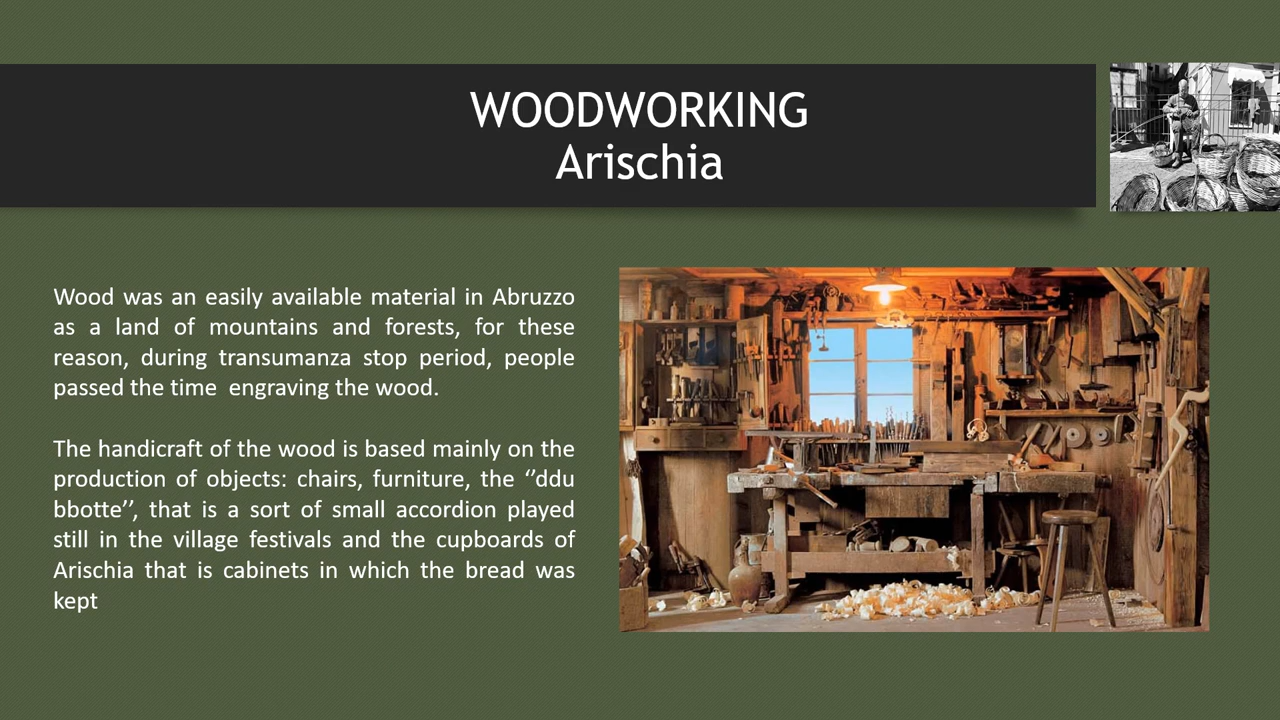 WOODWORKING
Arischia
Wood was an easily available material in Abruzzo
as a land of mountains and forests, for these
reason, during transumanza stop period, people
passed the time  engraving the wood.
The handicraft of the wood is based mainly on the
production of objects: chairs, furniture, the ‘’ddu
bbotte’’, that is a sort of small accordion played
still in the village festivals and the cupboards of
Arischia that is cabinets in which the bread was
kept